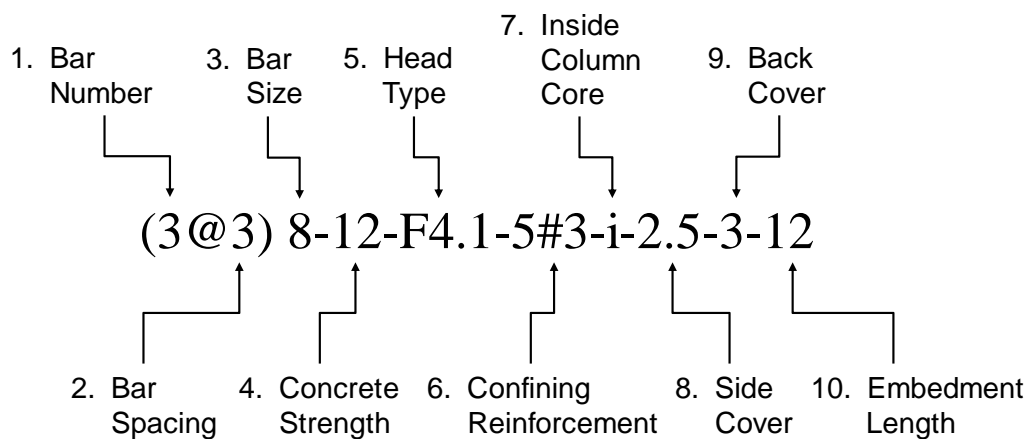 1. Bar
Number
3. Bar
Size
5. Head
Type
7. Inside
Column
Core
9. Back
Cover
(3@3) 8-12-F4.1-5#3-i-2.5-3-12
2. Bar
Spacing
4. Concrete
Strength
6. Confining
Reinforcement
8. Side
Cover
10. Embedment
Length